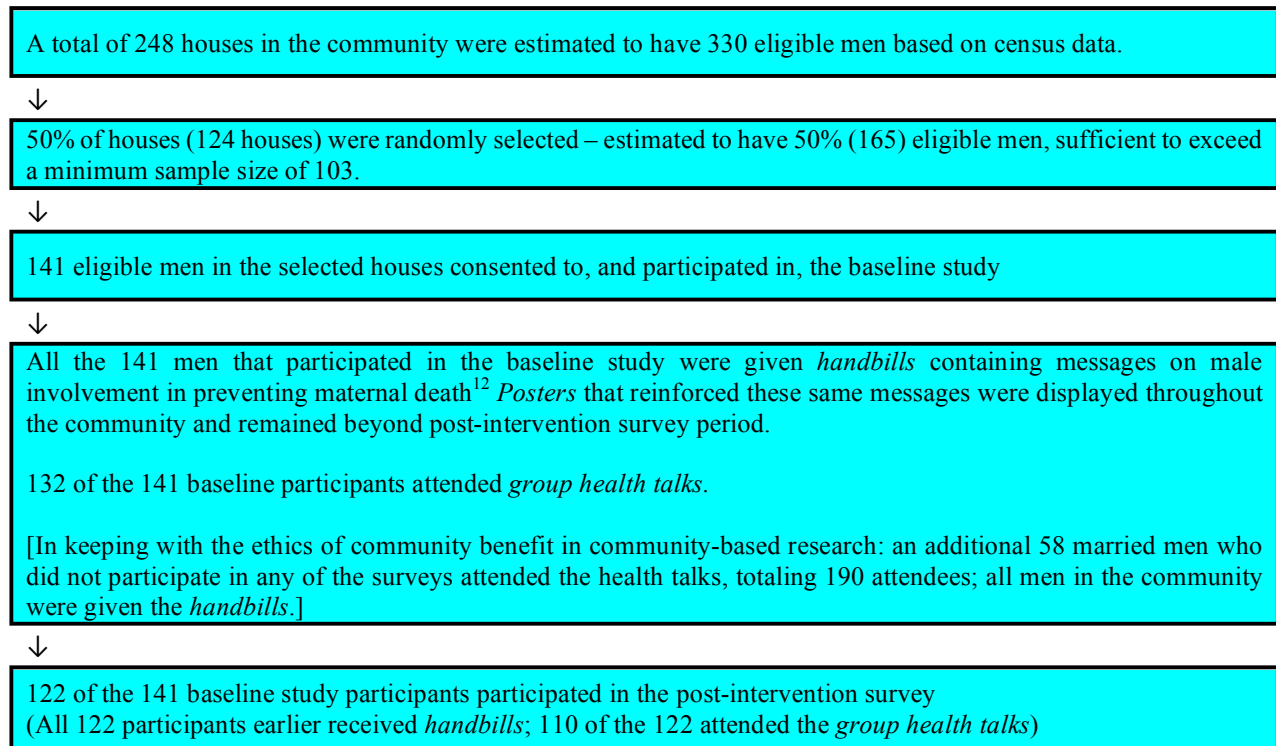 A total of 248 houses in the community were estimated to have 330 eligible men based on census data.
↓
50% of houses (124 houses) were randomly selected – estimated to have 50% (165) eligible men, sufficient to exceed
a minimum sample size of 103.
↓
141 eligible men in the selected houses consented to, and participated in, the baseline study
↓
All the 141 men that participated in the baseline study were given handbills containing messages on male
involvement in preventing maternal death12 Posters that reinforced these same messages were displayed throughout
the community and remained beyond post-intervention survey period.
132 of the 141 baseline participants attended group health talks.
[In keeping with the ethics of community benefit in community-based research: an additional 58 married men who
did not participate in any of the surveys attended the health talks, totaling 190 attendees; all men in the community
were given the handbills.]
↓
122 of the 141 baseline study participants participated in the post-intervention survey
(All 122 participants earlier received handbills; 110 of the 122 attended the group health talks)